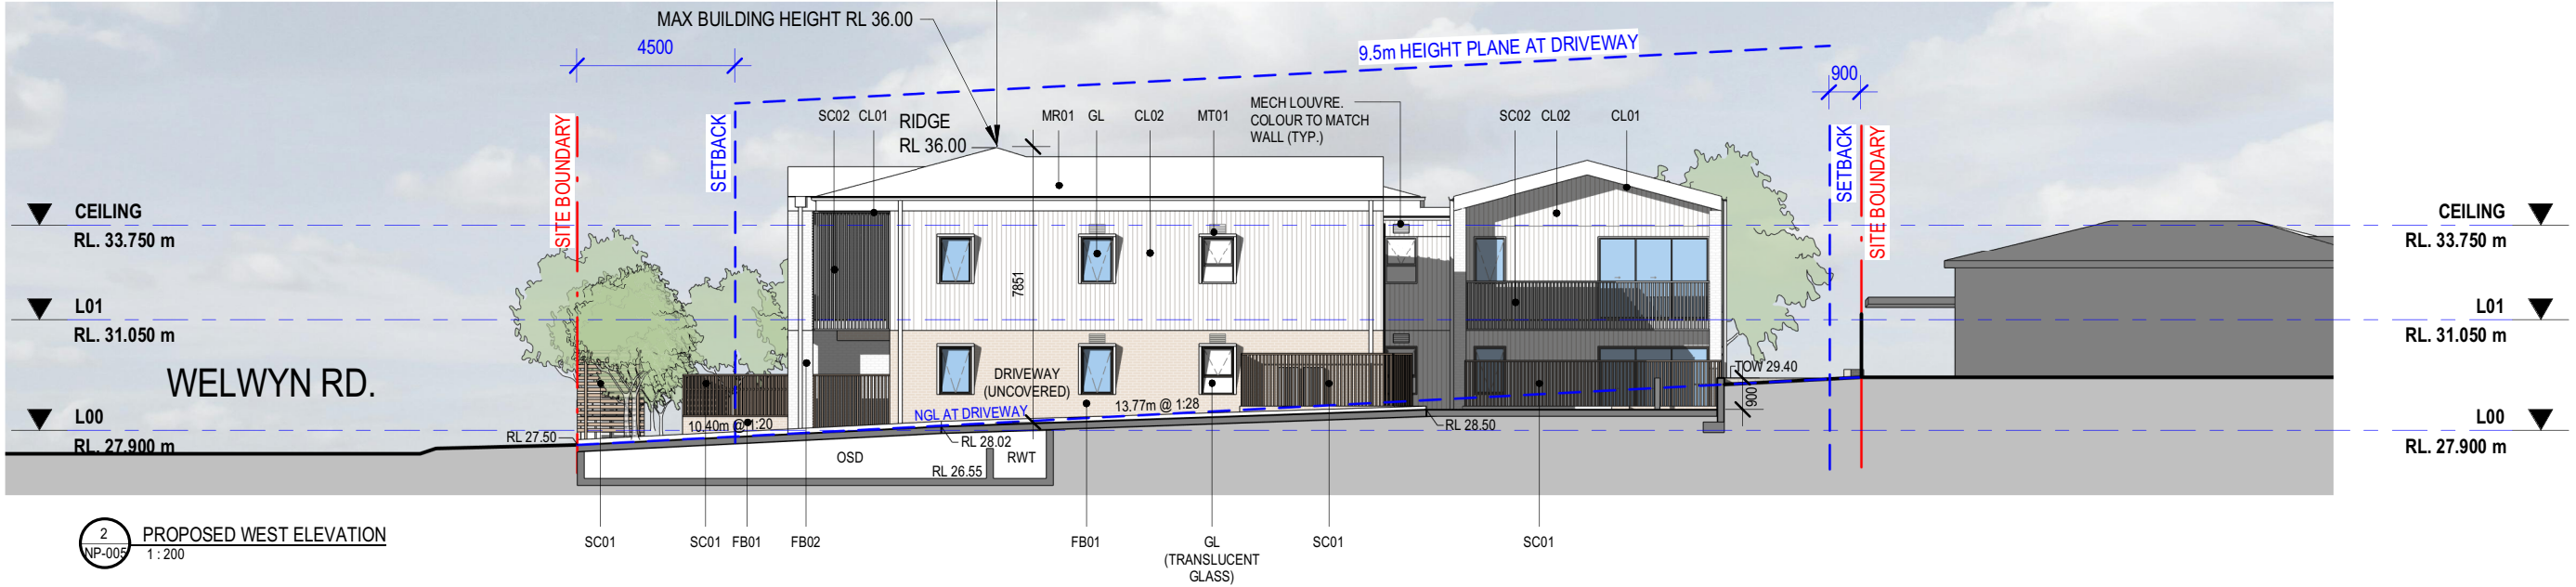 MAX BUILDING HEIGHT RL 36.00
4500
9.5m HEIGHT PLANE AT DRIVEWAY
900
SITE BOUNDARY
SETBACK
SC02 CL01
RIDGE
RL 36.00
MR01 GL CL02 MT01
MECH LOUVRE.
COLOUR TO MATCH
WALL (TYP.)
SC02 CL02 CL01
SETBACK
SITE BOUNDARY
CEILING
RL. 33.750 m
CEILING
RL. 33.750 m
7851
L01
RL. 31.050 m
L01
RL. 31.050 m
WELWYN RD.
DRIVEWAY
(UNCOVERED)
TOW 29.40
900
NGL AT DRIVEWAY
13.77m @ 1:28
10.40m @ 1:20
L00
RL. 27.900 m
RL 27.50
RL 28.02
RL 28.50
L00
RL. 27.900 m
OSD
RL 26.55
RWT
2
NP-005
PROPOSED WEST ELEVATION
1 : 200
SC01 SC01 FB01 FB02 FB01
GL
(TRANSLUCENT
GLASS)
SC01 SC01